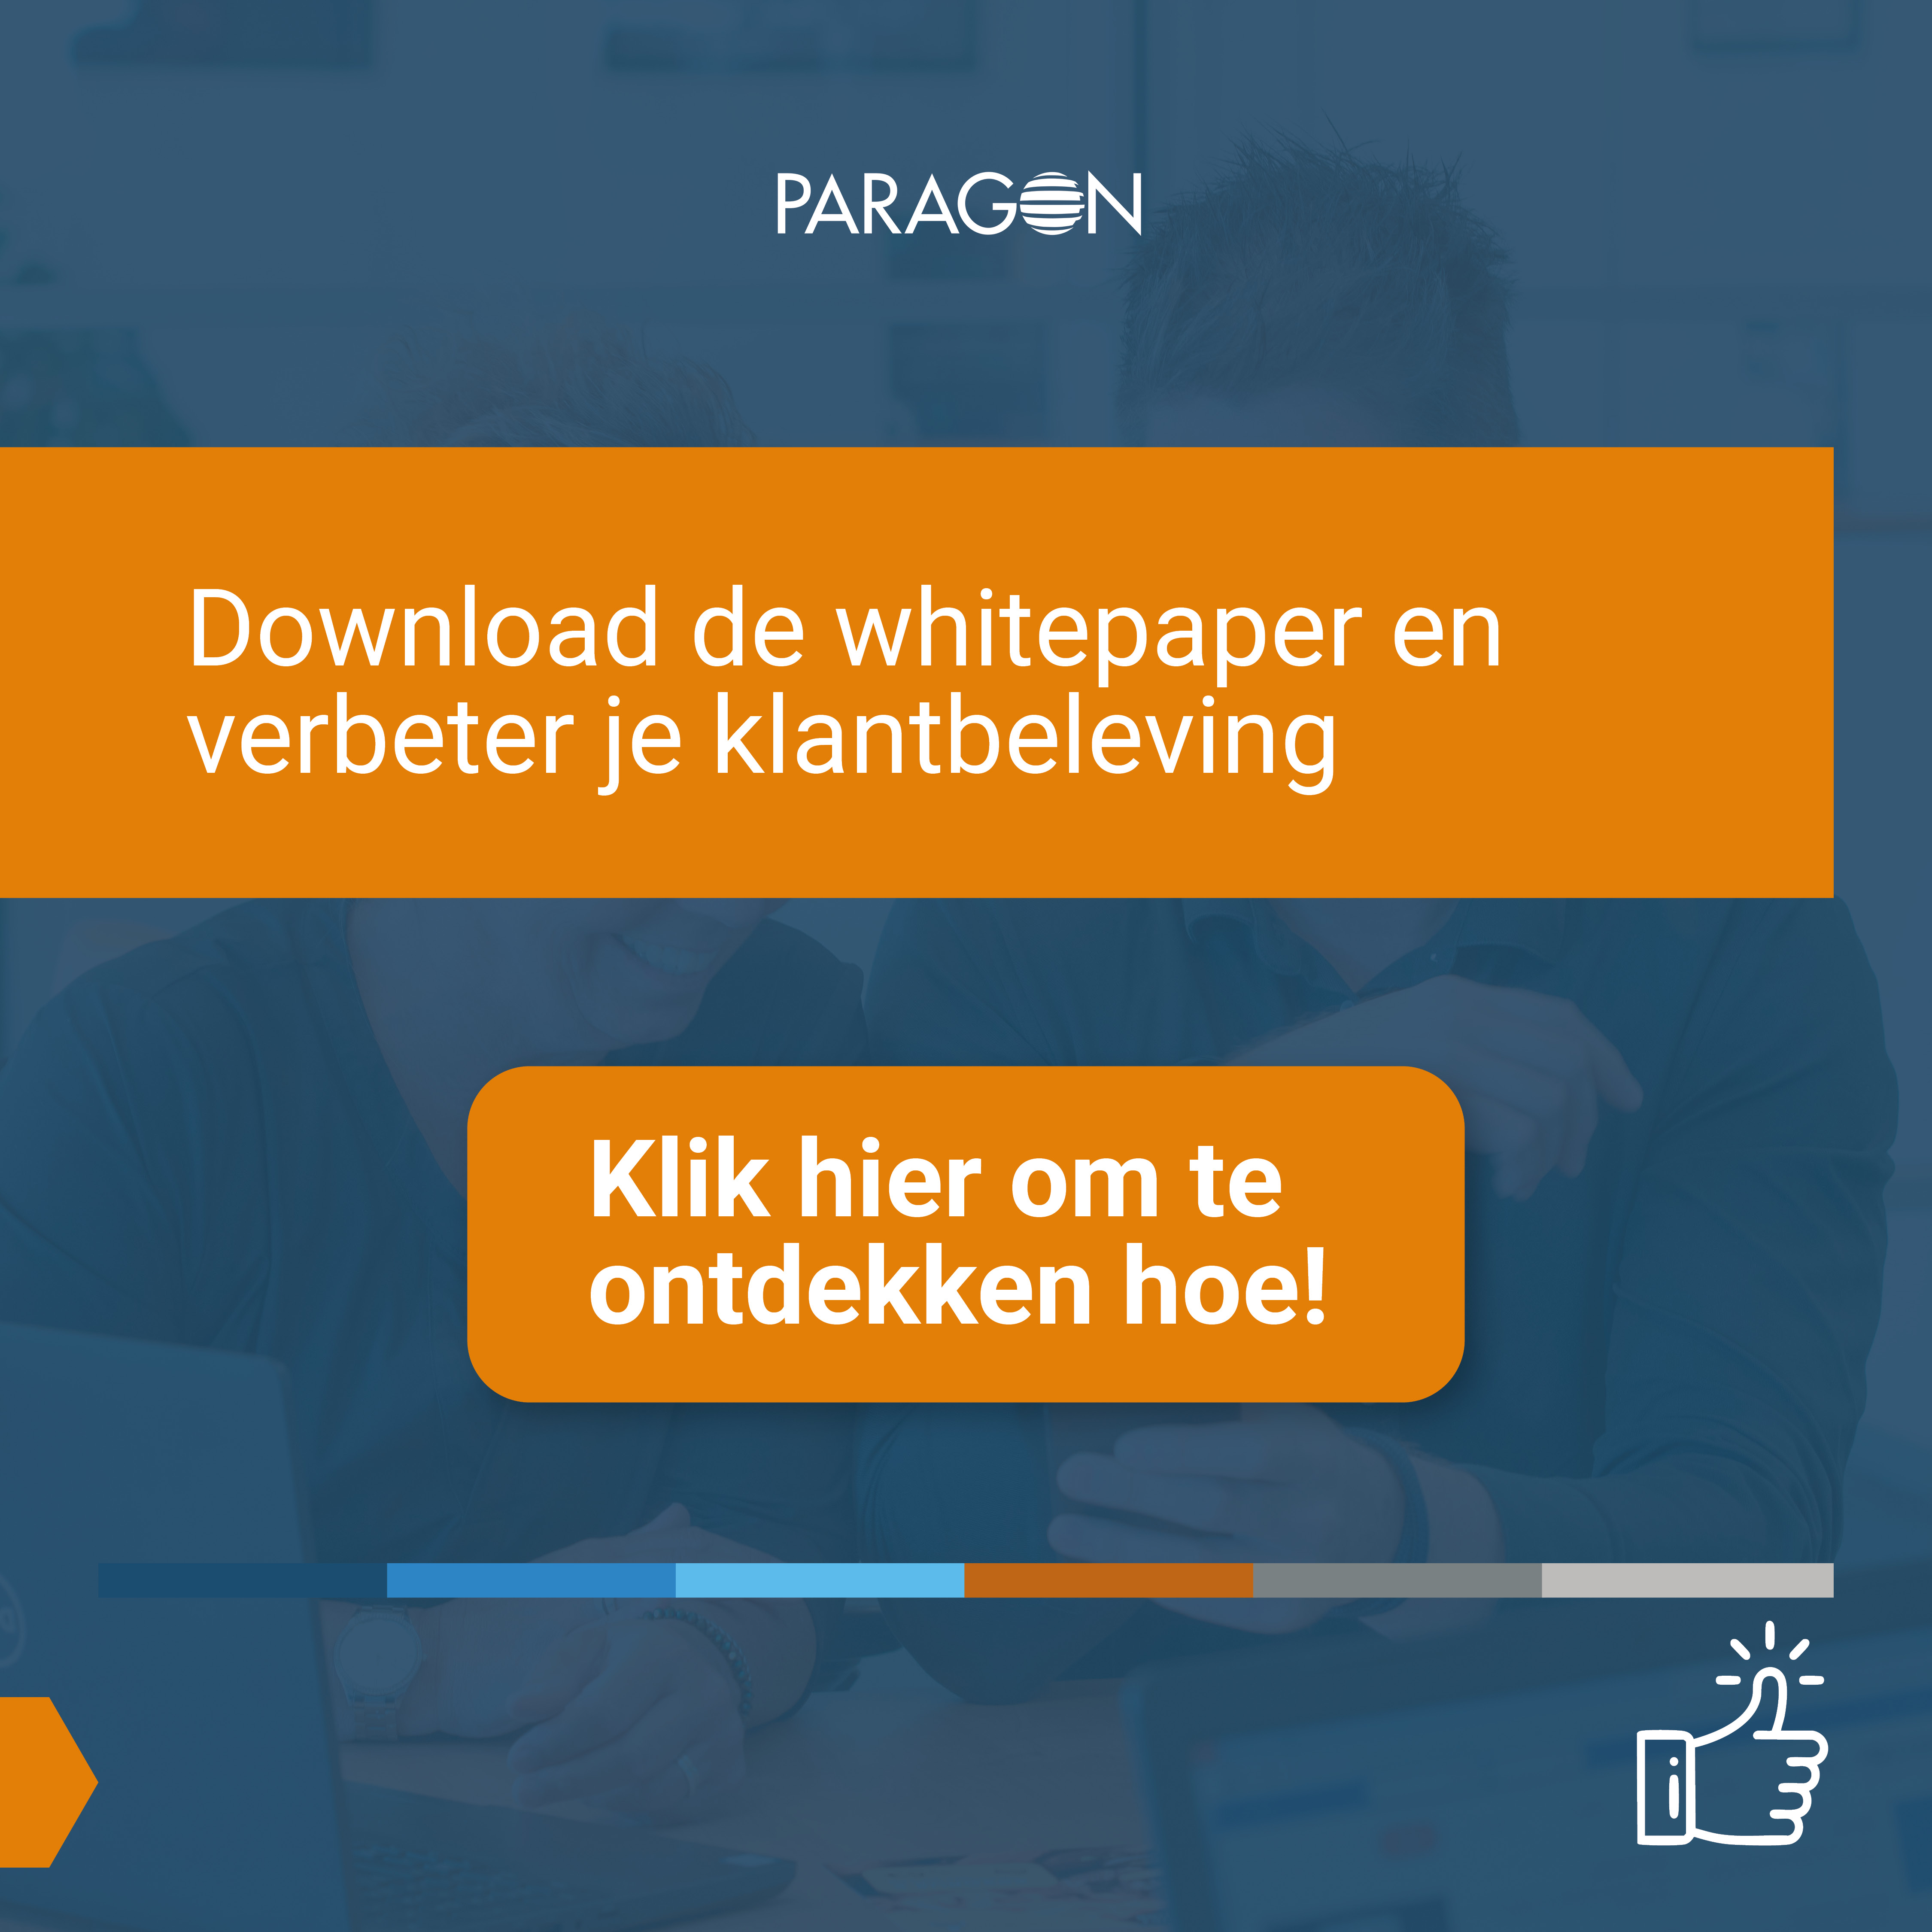 PARAGON
Download de whitepaper en
verbeter je klantbeleving
Klik hier om te
ontdekken hoe!